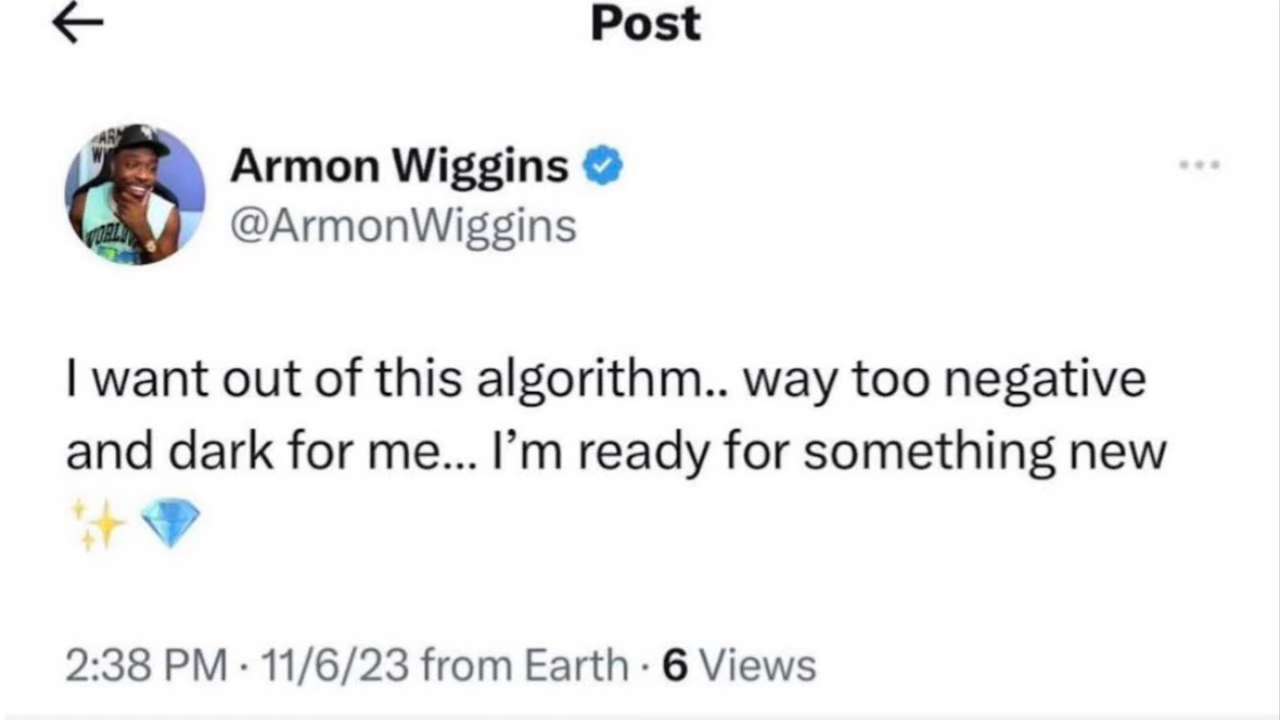 Post
Armon Wiggins
@ArmonWiggins
I want out of this algorithm.. way too negative
and dark for me... I’m ready for something new
✨💎
2:38 PM · 11/6/23 from Earth · 6 Views